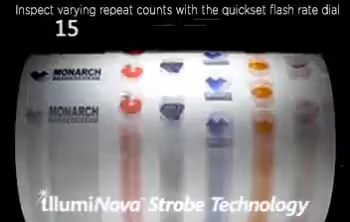 Inspect varying repeat counts with the quickset flash rate dial
15
MONARCH
MONARCH
illumiNova Strobe Technology